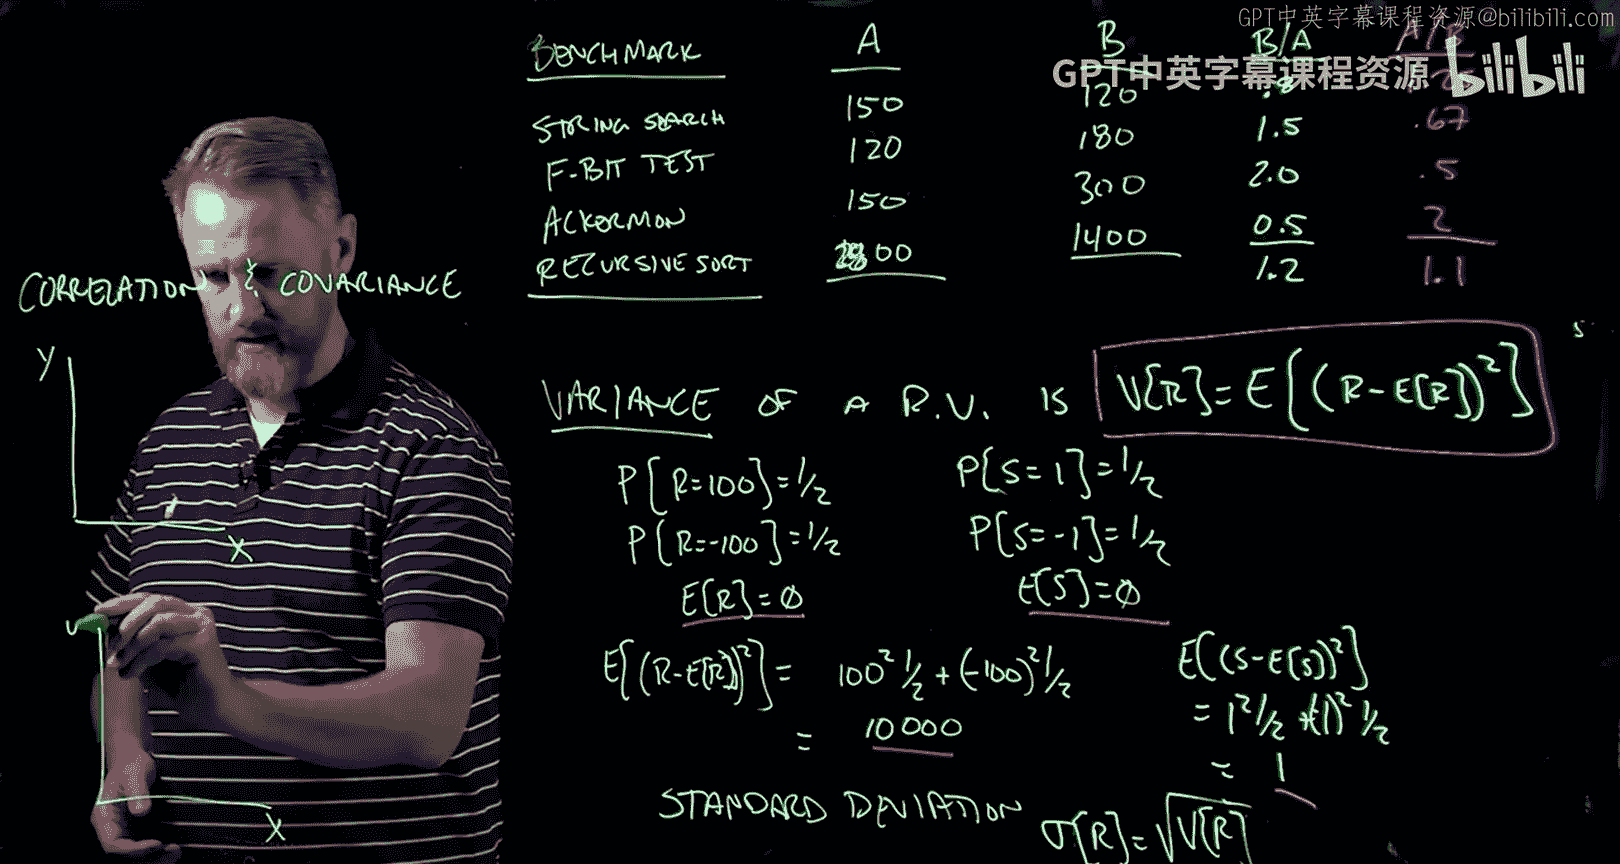 GPT中英字幕课程资源@bilibili.com
GPT中英字幕课程资源 bilibili
BENCHMARK A B B/A A/B
STRING SEARCH 150 120 .8
F-BIT TEST 120 180 1.5 .67
ACKERMON 150 300 2.0 .5
RECURSIVE SORT 00 1400 0.5 2
1.2 1.1
CORRELATION & COVARIANCE
Y
X
X
VARIANCE OF A R.V. IS V[R]=E[(R-E[R])²]
S
P[R=100]=1/2 P[S=1]=1/2
P[R=-100]=1/2 P[S=-1]=1/2
E[R]=0 E[S]=0
E[(R-E[R])²]= 100² 1/2 + (-100)² 1/2
= 10000
E[(S-E[S])²]
= 1² 1/2 + (-1)² 1/2
= 1
STANDARD DEVIATION σ[R]=√V[R]